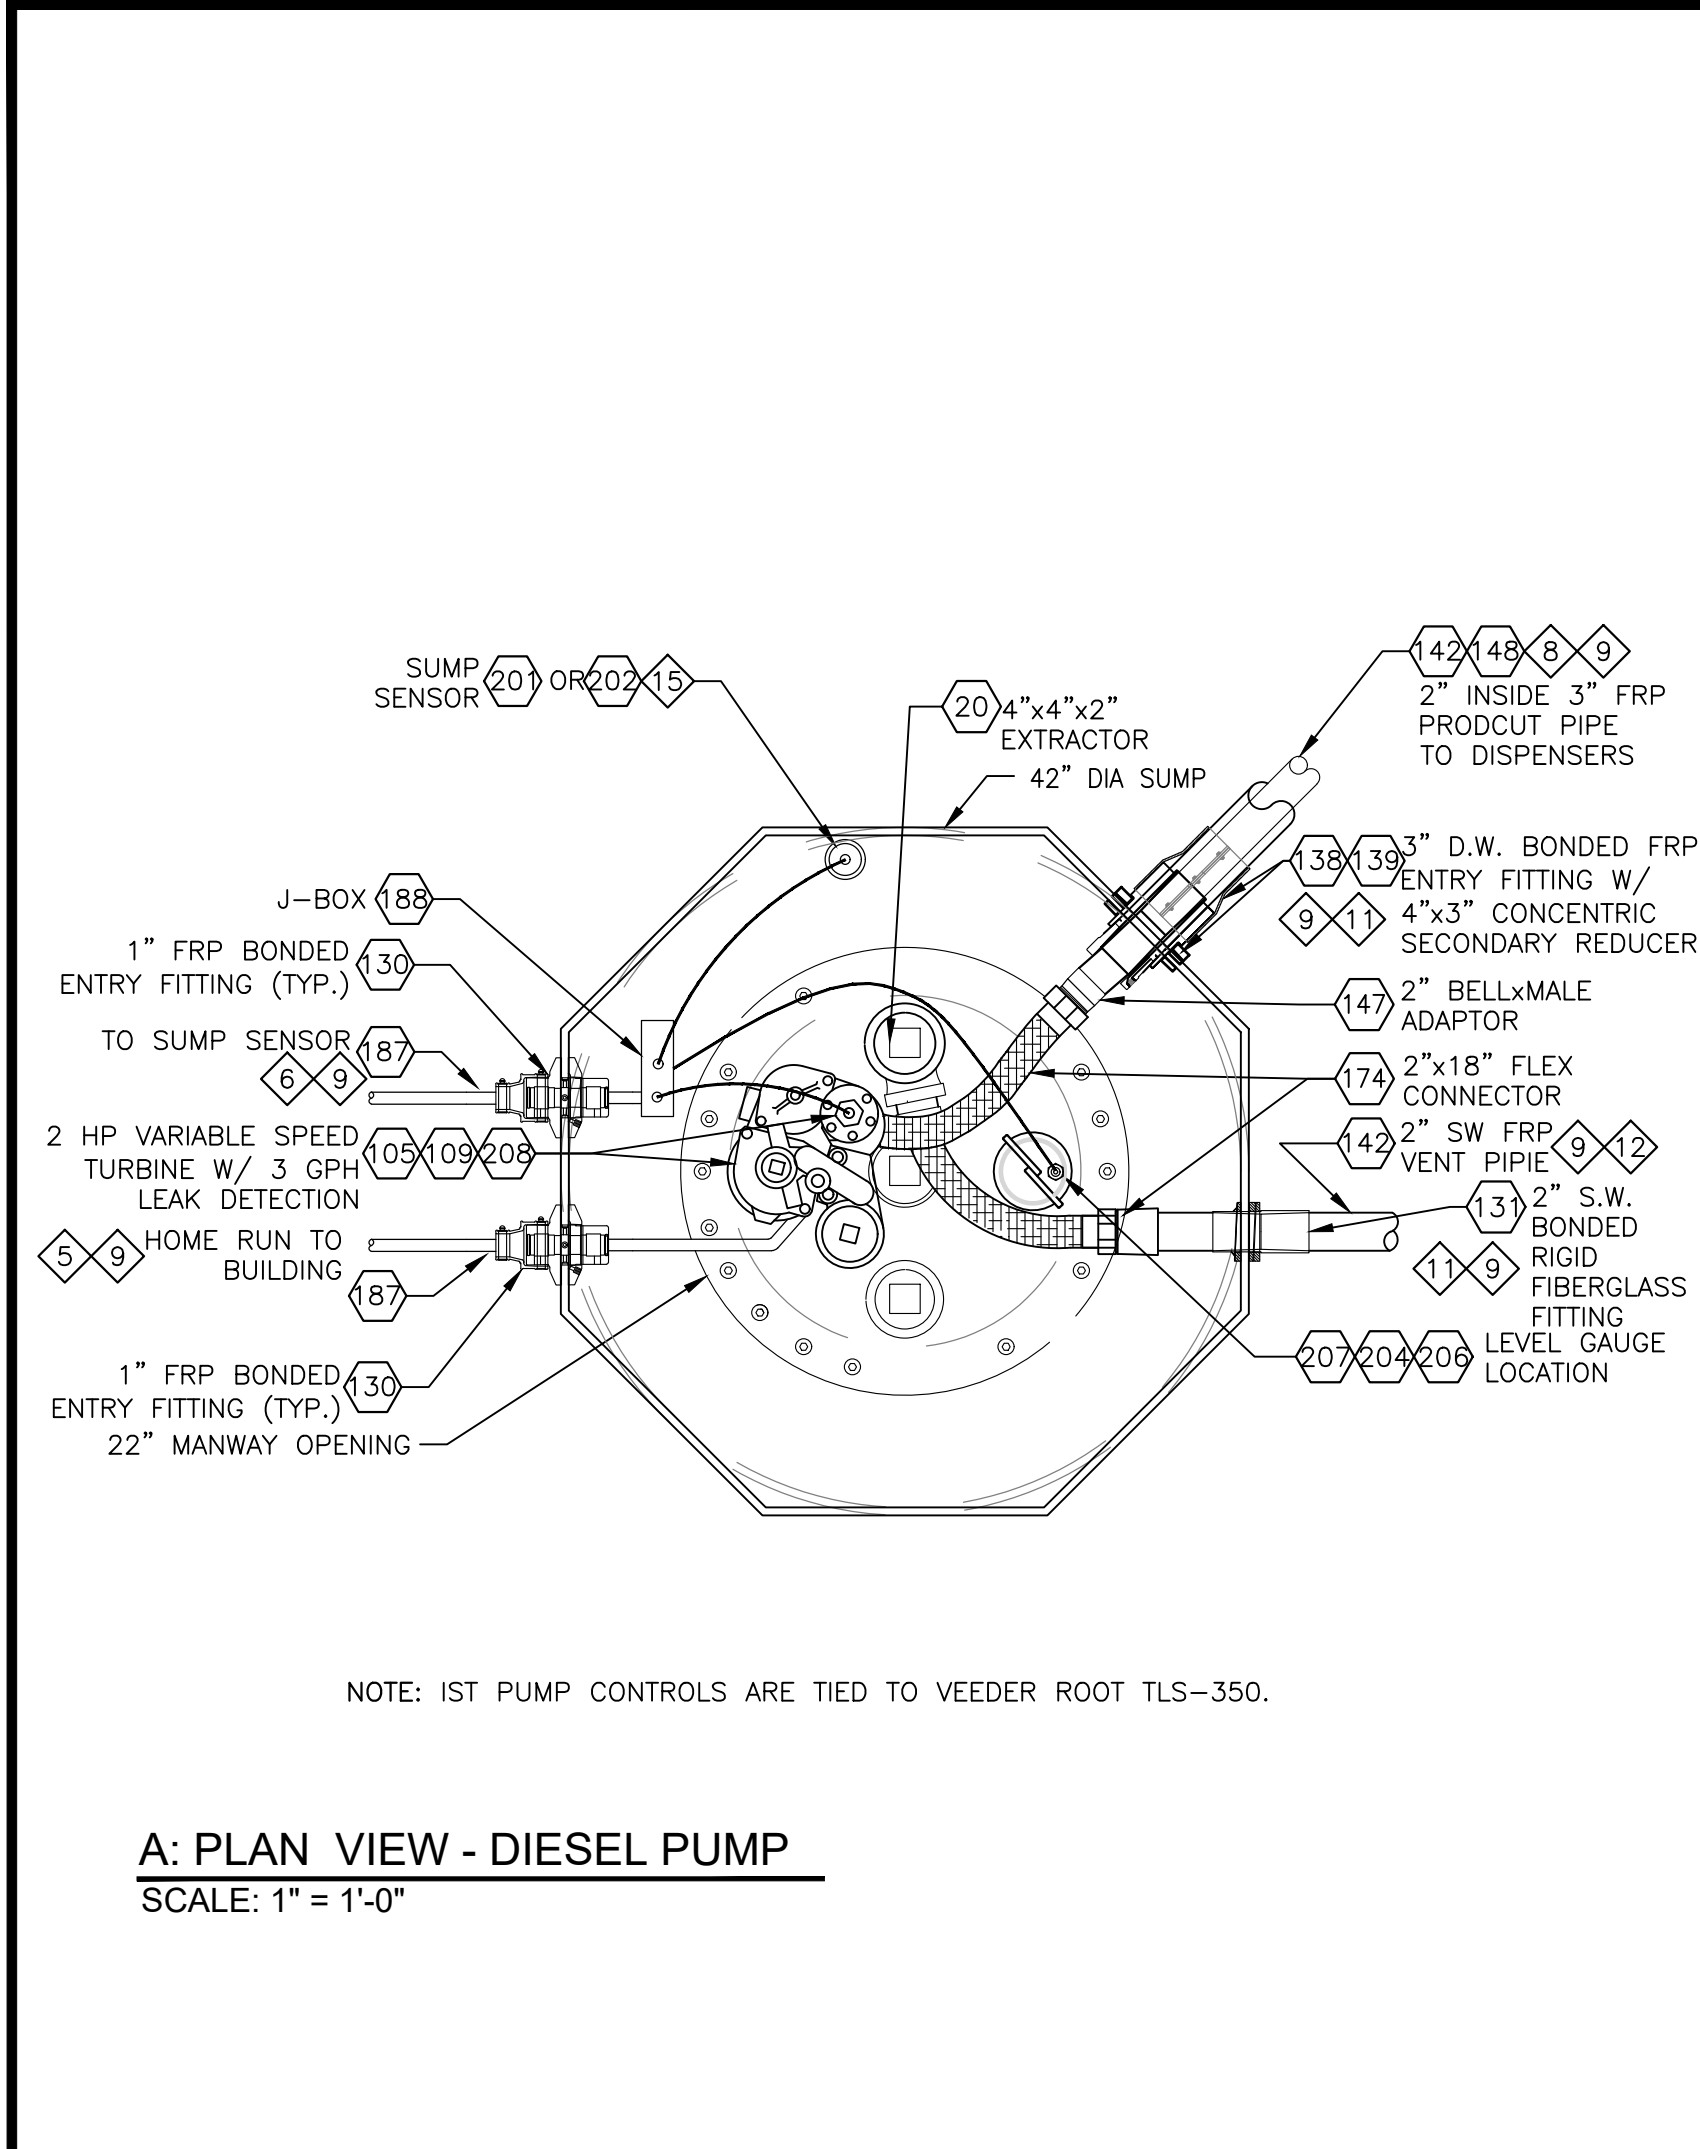 SUMP
SENSOR 201 OR 202 15
20 4”x4”x2”
EXTRACTOR
42” DIA SUMP
142 148 8 9
2” INSIDE 3” FRP
PRODCUT PIPE
TO DISPENSERS
138 139 3” D.W. BONDED FRP
ENTRY FITTING W/
9 11 4”x3” CONCENTRIC
SECONDARY REDUCER
J-BOX 188
1” FRP BONDED
ENTRY FITTING (TYP.) 130
147 2” BELLxMALE
ADAPTOR
TO SUMP SENSOR 187
6 9
174 2”x18” FLEX
CONNECTOR
2 HP VARIABLE SPEED
TURBINE W/ 3 GPH
LEAK DETECTION
105 109 208
142 2” SW FRP
VENT PIPIE 9 12
131 2” S.W.
BONDED
RIGID
FIBERGLASS
FITTING
11 9
5 9 HOME RUN TO
BUILDING
187
207 204 206 LEVEL GAUGE
LOCATION
1” FRP BONDED
ENTRY FITTING (TYP.) 130
22” MANWAY OPENING
NOTE: IST PUMP CONTROLS ARE TIED TO VEEDER ROOT TLS-350.
A: PLAN VIEW - DIESEL PUMP
SCALE: 1" = 1'-0"